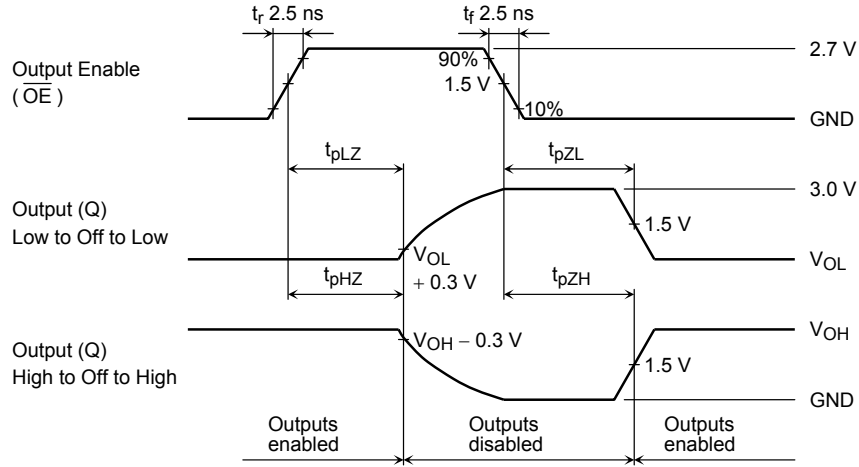 tr 2.5 ns
tf 2.5 ns
Output Enable
( OE )
90%
1.5 V
10%
2.7 V
GND
tpLZ
tpZL
Output (Q)
Low to Off to Low
3.0 V
1.5 V
VOL
VOL
+ 0.3 V
tpHZ
tpZH
Output (Q)
High to Off to High
VOH − 0.3 V
VOH
1.5 V
GND
Outputs
enabled
Outputs
disabled
Outputs
enabled